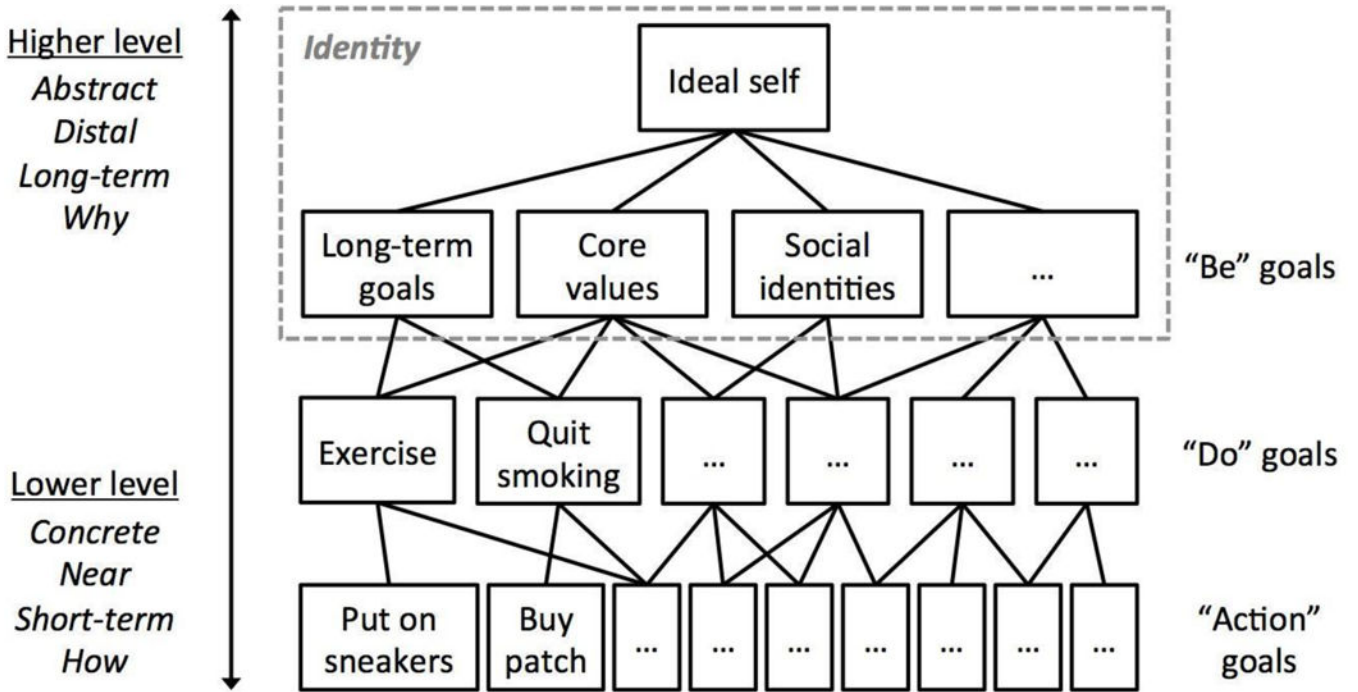 Higher level
Abstract
Distal
Long-term
Why
Identity
Ideal self
Long-term
goals
Core
values
Social
identities
...
“Be” goals
Exercise
Quit
smoking
...
...
...
...
“Do” goals
Lower level
Concrete
Near
Short-term
How
Put on
sneakers
Buy
patch
...
...
...
...
...
...
...
“Action”
goals